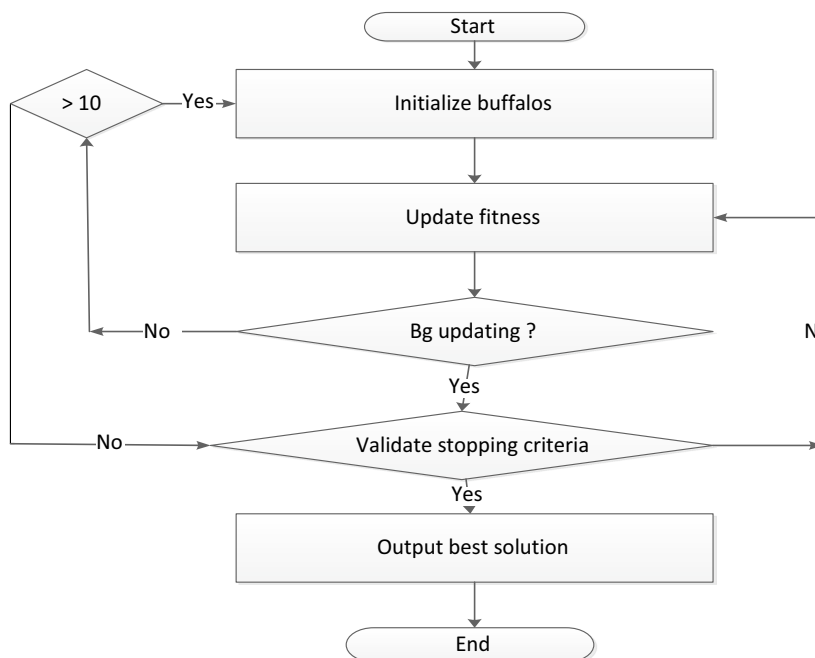 Start
> 10
Yes
Initialize buffalos
Update fitness
No
Bg updating ?
Yes
No
Validate stopping criteria
Yes
Output best solution
End